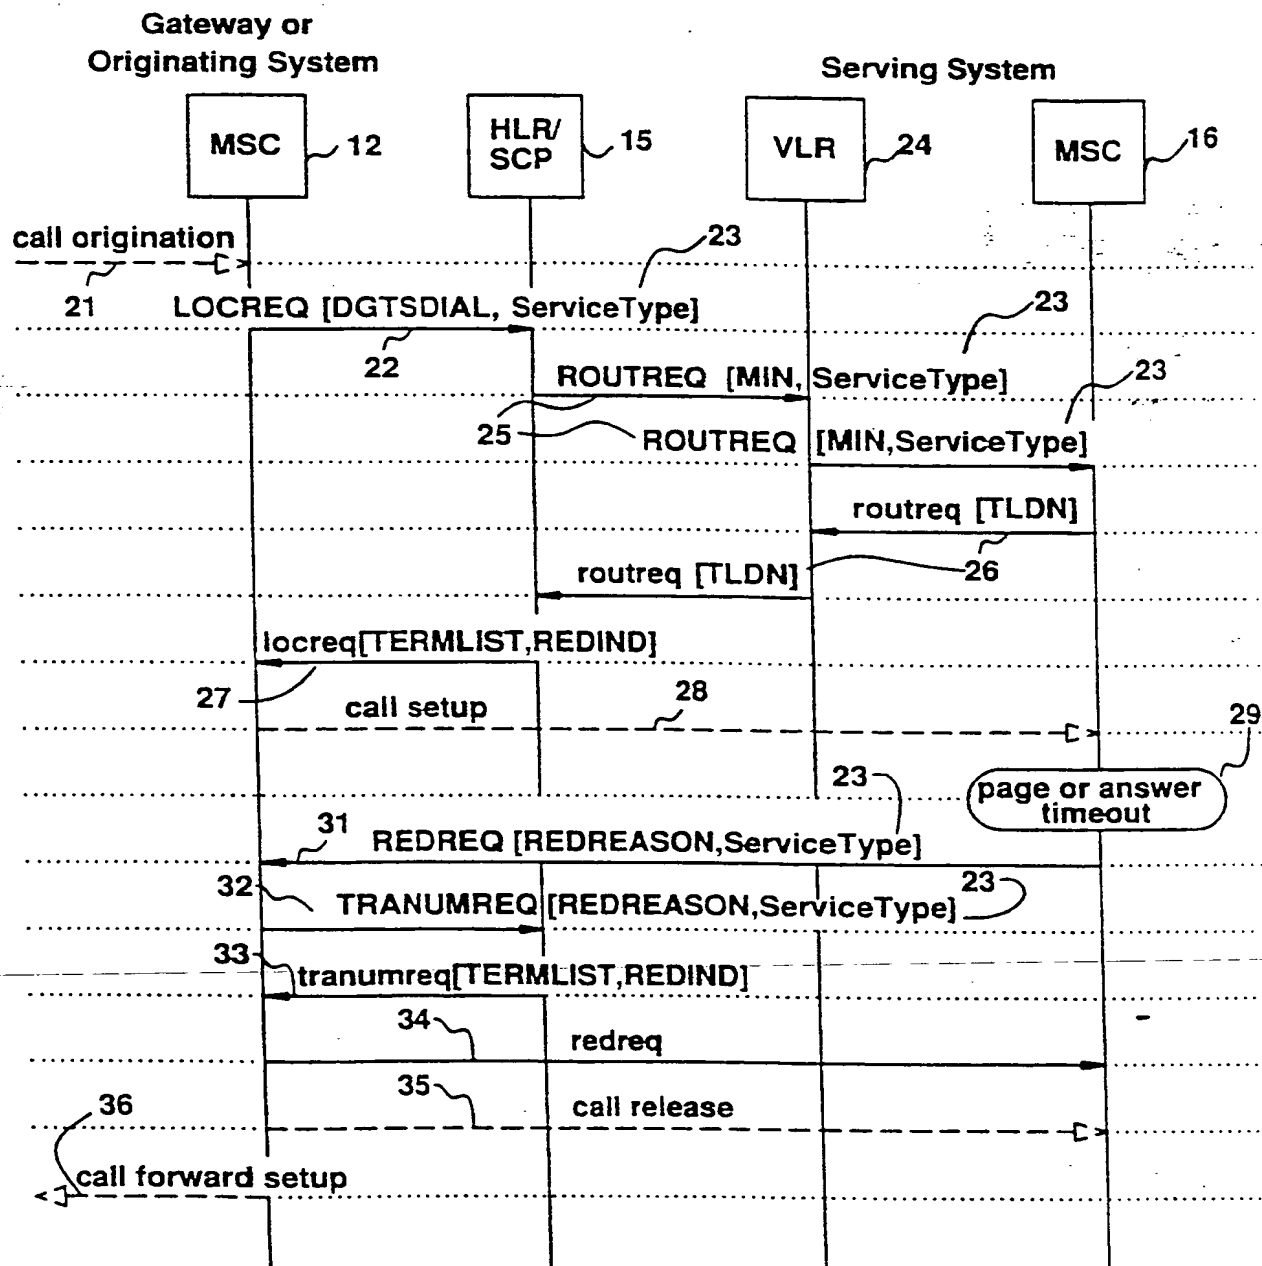 Gateway or
Originating System
Serving System
MSC 12
HLR/
SCP 15
VLR 24
MSC 16
call origination
23
21
LOCREQ [DGTSDIAL, ServiceType]
23
22
ROUTREQ [MIN, ServiceType]
23
25
ROUTREQ [MIN,ServiceType]
routreq [TLDN]
routreq [TLDN]
26
locreq[TERMLIST,REDIND]
27
call setup
28
29
page or answer
timeout
23
31
REDREQ [REDREASON,ServiceType]
32
23
TRANUMREQ [REDREASON,ServiceType]
33
tranumreq[TERMLIST,REDIND]
34
redreq
35
36
call release
call forward setup